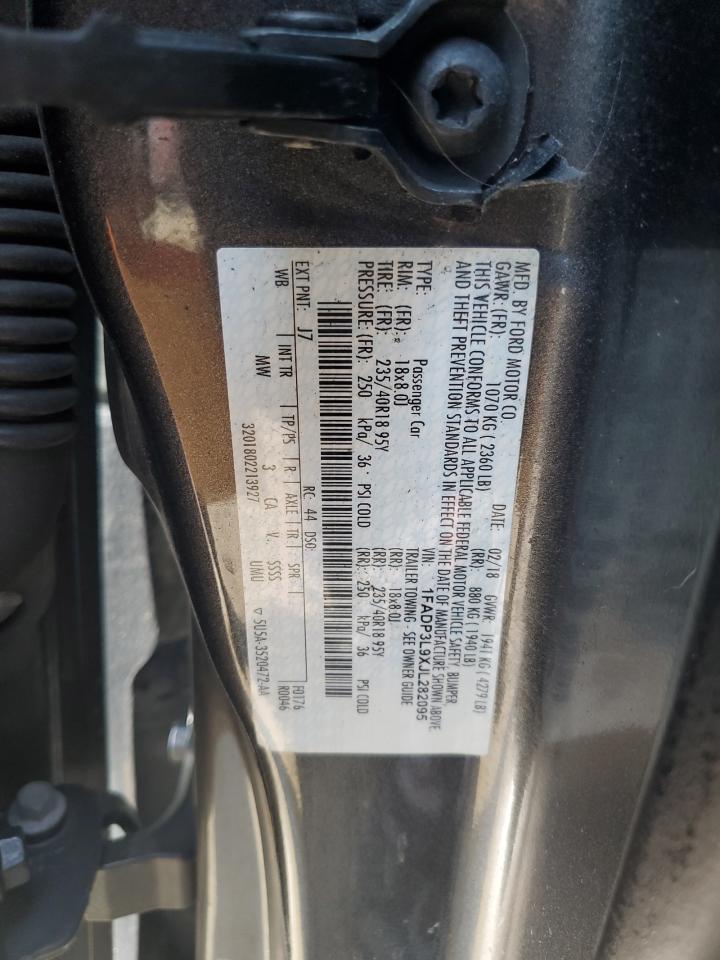 MFD. BY FORD MOTOR CO.
DATE: 02/18 GVWR: 1941 KG ( 4279 LB)
GAWR: (FR): 1070 KG ( 2360 LB) (RR): 880 KG ( 1940 LB)
THIS VEHICLE CONFORMS TO ALL APPLICABLE FEDERAL MOTOR VEHICLE SAFETY, BUMPER
AND THEFT PREVENTION STANDARDS IN EFFECT ON THE DATE OF MANUFACTURE SHOWN ABOVE
VIN: 1FADP3L9XJL282095
TYPE: Passenger Car TRAILER TOWING - SEE OWNER GUIDE
RIM: (FR): 18x8.0J (RR): 18x8.0J
TIRE: (FR): 235/40R18 95Y (RR): 235/40R18 95Y
PRESSURE: (FR): 250 kPa/ 36 PSI COLD (RR): 250 kPa/ 36 PSI COLD
EXT PNT: J7 RC: 44 DSO: F0176
R0046
WB INT TR TP/PS R AXLE TR SPR
MW 3 CA V SSSS
3201802213927 UMU 5U5A-3520472-AA